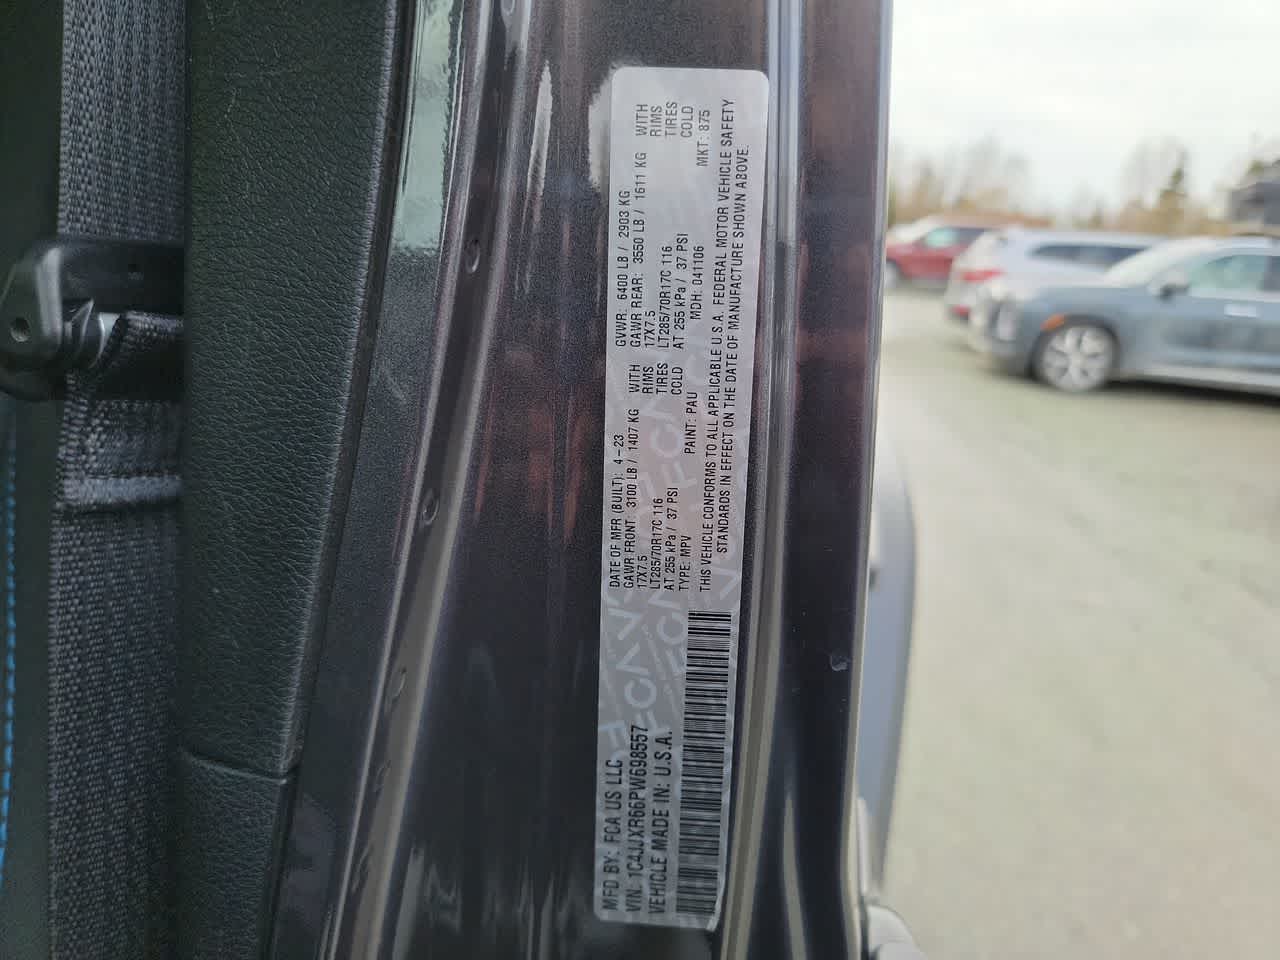 MFD BY: FCA US LLC
DATE OF MFR (BUILT): 4-23
GVWR: 6400 LB / 2903 KG
GAWR FRONT: 3100 LB / 1407 KG WITH
17X7.5 RIMS
LT285/70R17C 116 TIRES
AT 255 kPa / 37 PSI COLD
GAWR REAR: 3550 LB / 1611 KG WITH
17X7.5 RIMS
LT285/70R17C 116 TIRES
AT 255 kPa / 37 PSI COLD
VIN: 1C4JJXR66PW698557
VEHICLE MADE IN: U.S.A.
TYPE: MPV PAINT: PAU MDH: 041106 MKT: 875
THIS VEHICLE CONFORMS TO ALL APPLICABLE U.S.A. FEDERAL MOTOR VEHICLE SAFETY
STANDARDS IN EFFECT ON THE DATE OF MANUFACTURE SHOWN ABOVE.